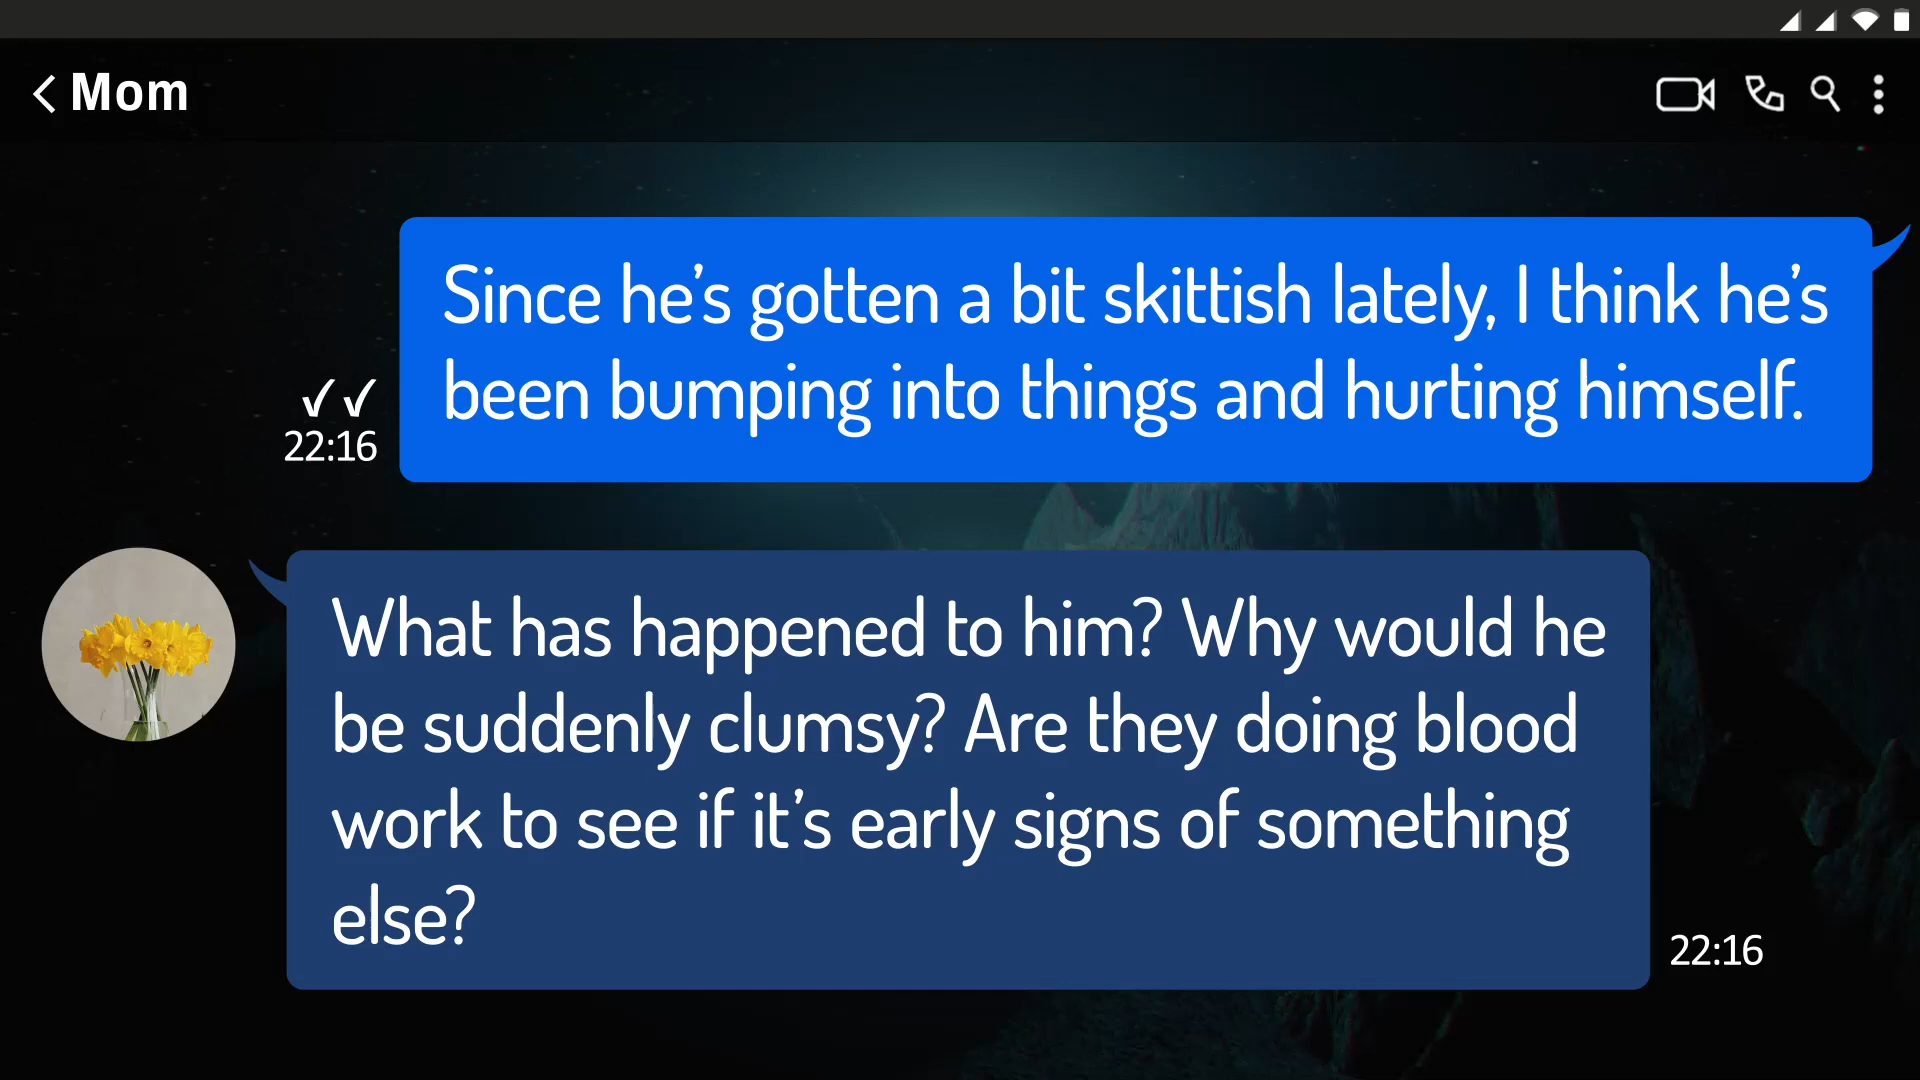 Mom
Since he’s gotten a bit skittish lately, I think he’s
been bumping into things and hurting himself.
22:16
What has happened to him? Why would he
be suddenly clumsy? Are they doing blood
work to see if it’s early signs of something
else?
22:16